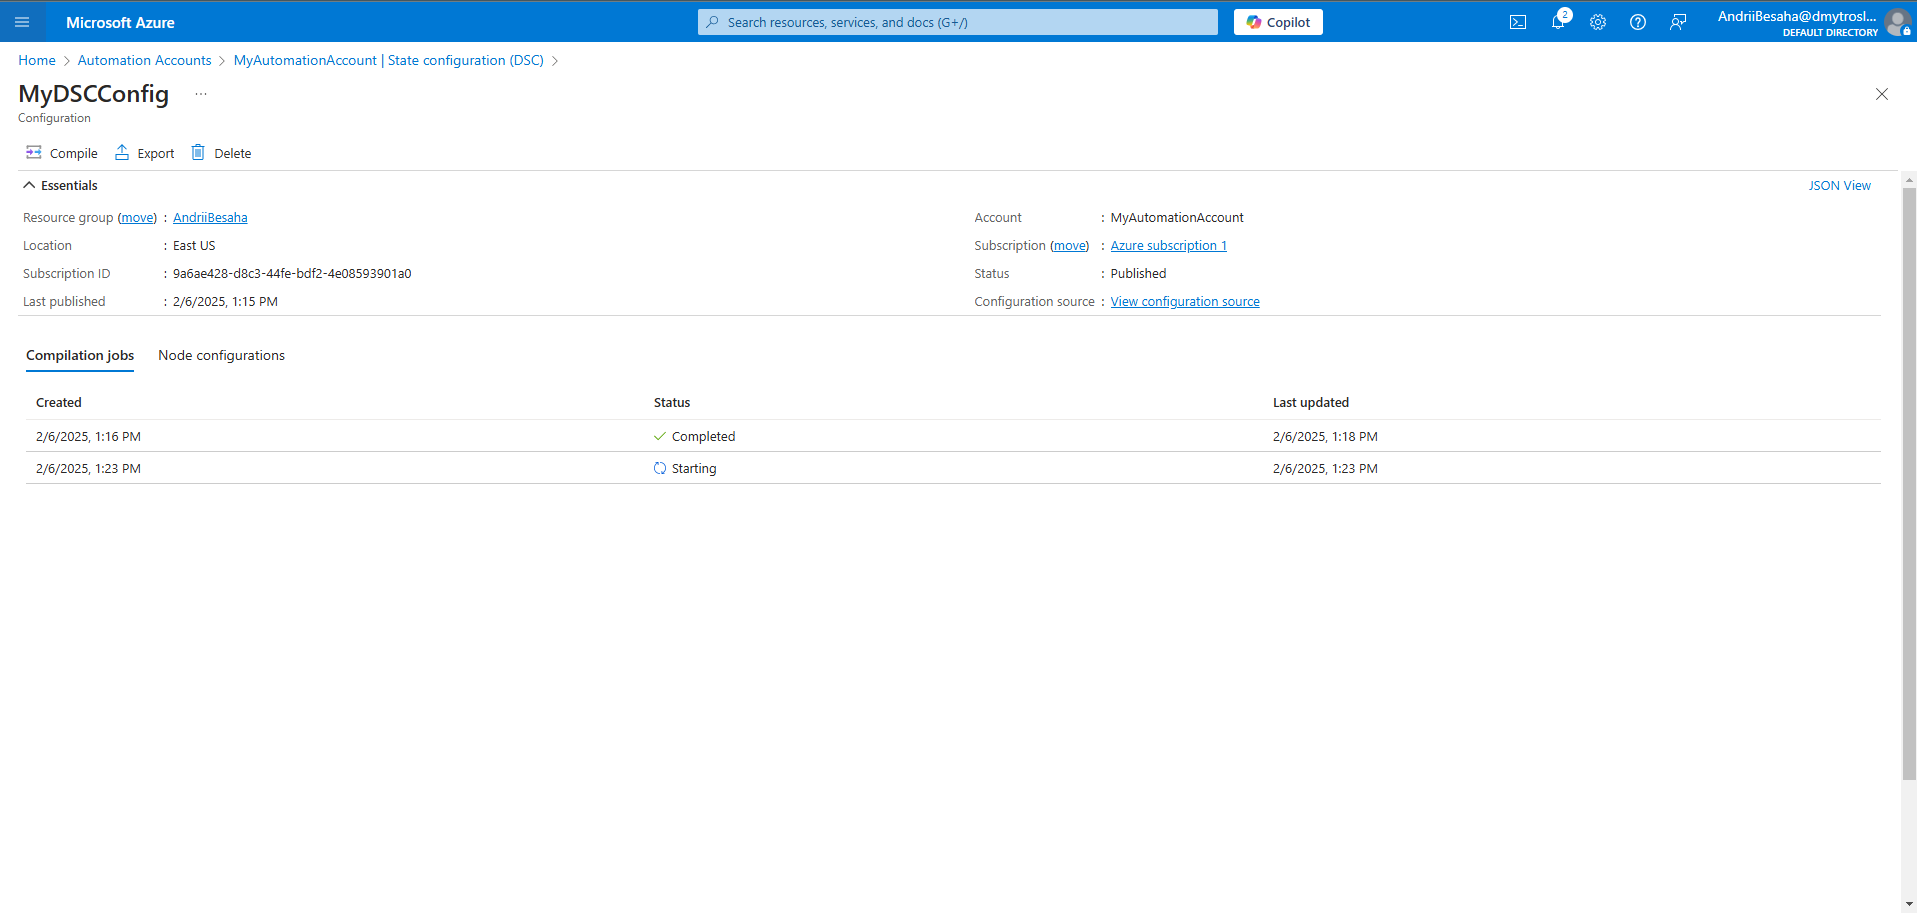 Microsoft Azure
Search resources, services, and docs (G+/)
Copilot
2
AndriiBesaha@dmytrosl...
DEFAULT DIRECTORY
Home > Automation Accounts > MyAutomationAccount | State configuration (DSC) >
MyDSCConfig ...
Configuration
Compile Export Delete
Essentials
JSON View
Resource group (move) : AndriiBesaha
Location : East US
Subscription ID : 9a6ae428-d8c3-44fe-bdf2-4e08593901a0
Last published : 2/6/2025, 1:15 PM
Account : MyAutomationAccount
Subscription (move) : Azure subscription 1
Status : Published
Configuration source : View configuration source
Compilation jobs Node configurations
Created Status Last updated
2/6/2025, 1:16 PM Completed 2/6/2025, 1:18 PM
2/6/2025, 1:23 PM Starting 2/6/2025, 1:23 PM